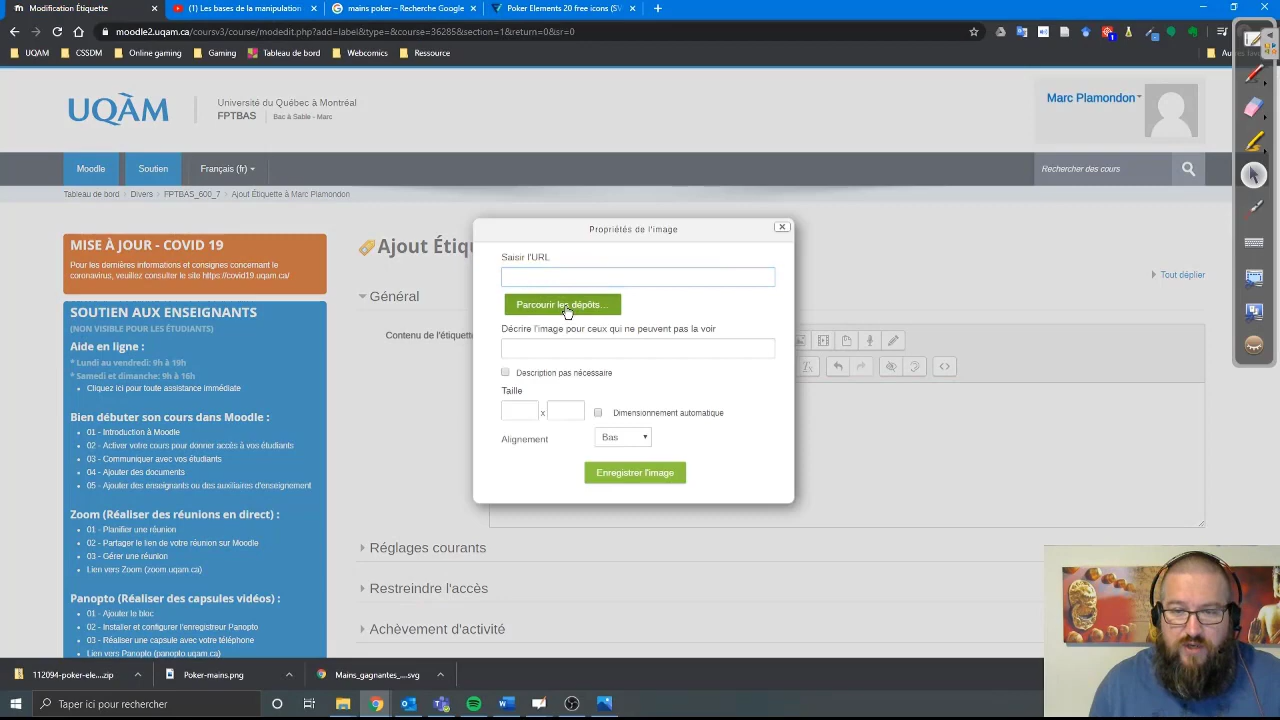 Modification Étiquette
(1) Les bases de la manipulation
mains poker – Recherche Google
Poker Elements 20 free icons (SV
moodle2.uqam.ca/coursv3/course/modedit.php?add=label&type=&course=36285&section=1&return=0&sr=0
UQAM
CSSDM
Online gaming
Gaming
Tableau de bord
Webcomics
Ressource
UQÀM
Université du Québec à Montréal
FPTBAS
Bac à Sable - Marc
Marc Plamondon
Moodle
Soutien
Français (fr)
Rechercher des cours
Tableau de bord
Divers
FPTBAS_600_7
Ajout Étiquette à Marc Plamondon
MISE À JOUR - COVID 19
Pour les dernières informations et consignes concernant le
coronavirus, veuillez consulter le site https://covid19.uqam.ca/
SOUTIEN AUX ENSEIGNANTS
(NON VISIBLE POUR LES ÉTUDIANTS)
Aide en ligne :
* Lundi au vendredi: 9h à 19h
* Samedi et dimanche: 9h à 16h
• Cliquez ici pour toute assistance immédiate
Bien débuter son cours dans Moodle :
• 01 - Introduction à Moodle
• 02 - Activer votre cours pour donner accès à vos étudiants
• 03 - Communiquer avec vos étudiants
• 04 - Ajouter des documents
• 05 - Ajouter des enseignants ou des auxiliaires d'enseignement
Zoom (Réaliser des réunions en direct) :
• 01 - Planifier une réunion
• 02 - Partager le lien de votre réunion sur Moodle
• 03 - Gérer une réunion
• Lien vers Zoom (zoom.uqam.ca)
Panopto (Réaliser des capsules vidéos) :
• 01 - Ajouter le bloc
• 02 - Installer et configurer l'enregistreur Panopto
• 03 - Réaliser une capsule avec votre téléphone
• Lien vers Panopto (panopto.uqam.ca)
Ajout Étiq
Tout déplier
Général
Contenu de l'étiquette
Propriétés de l'image
Saisir l'URL
Parcourir les dépôts...
Décrire l'image pour ceux qui ne peuvent pas la voir
Description pas nécessaire
Taille
x
Dimensionnement automatique
Alignement
Bas
Enregistrer l'image
Réglages courants
Restreindre l'accès
Achèvement d'activité
112094-poker-ele....zip
Poker-mains.png
Mains_gagnantes_....svg
Taper ici pour rechercher